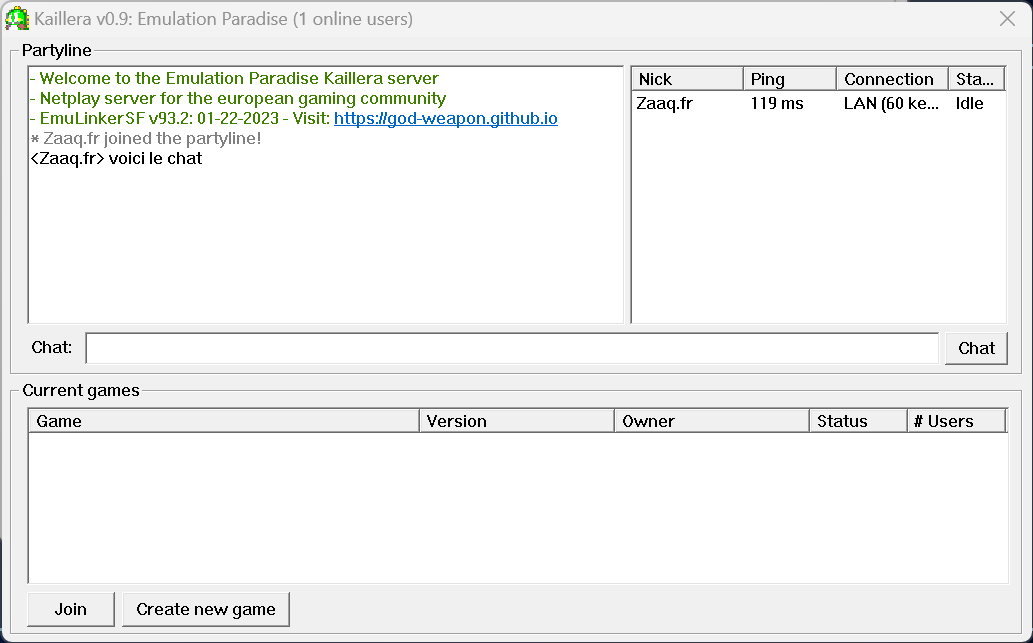 Kaillera v0.9: Emulation Paradise (1 online users)
Partyline
- Welcome to the Emulation Paradise Kaillera server
- Netplay server for the european gaming community
- EmuLinkerSF v93.2: 01-22-2023 - Visit: https://god-weapon.github.io
* Zaaq.fr joined the partyline!
<Zaaq.fr> voici le chat
Nick Ping Connection Sta...
Zaaq.fr 119 ms LAN (60 ke... Idle
Chat: Chat
Current games
Game Version Owner Status # Users
Join Create new game